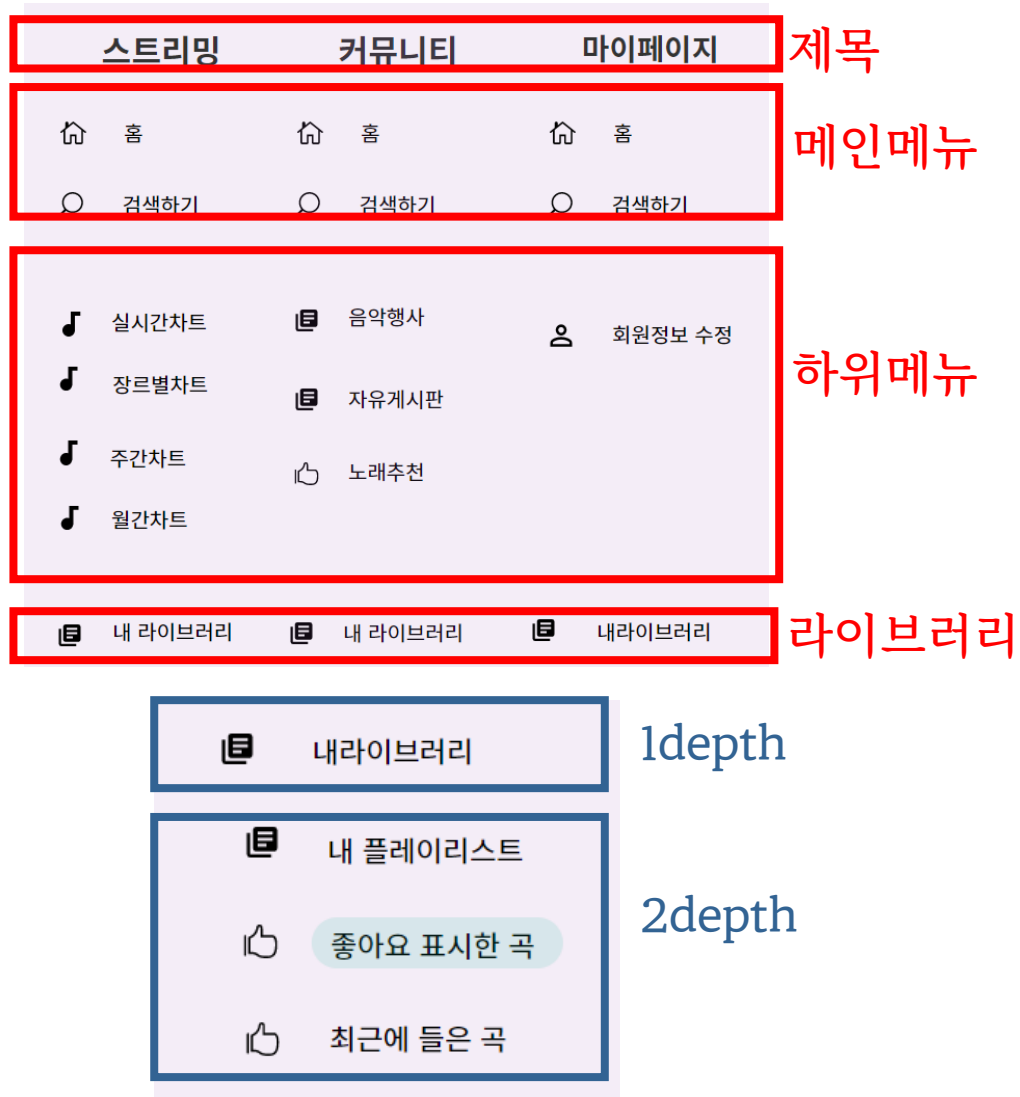 스트리밍 커뮤니티 마이페이지 제목
홈 홈 홈 메인메뉴
검색하기 검색하기 검색하기
실시간차트 음악행사 회원정보 수정 하위메뉴
장르별차트 자유게시판
주간차트 노래추천
월간차트
내 라이브러리 내 라이브러리 내라이브러리 라이브러리
내라이브러리 1depth
내 플레이리스트
좋아요 표시한 곡 2depth
최근에 들은 곡